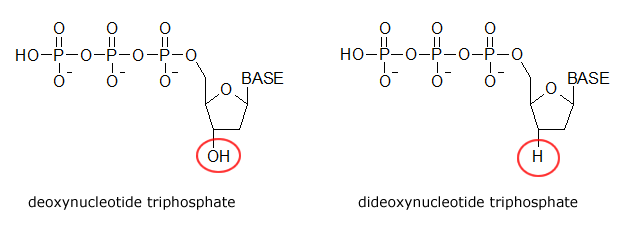 O O O O O O
HO–P–O–P–O–P–O HO–P–O–P–O–P–O
O⁻ O⁻ O⁻ BASE O⁻ O⁻ O⁻ BASE
O O
OH H
deoxynucleotide triphosphate dideoxynucleotide triphosphate